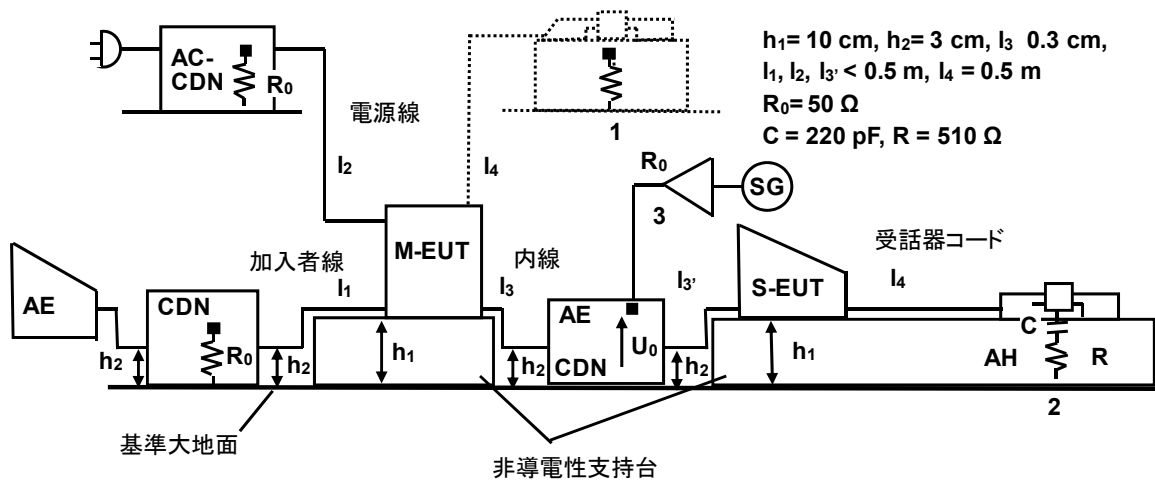 AC-
CDN
R₀
電源線
1
h₁= 10 cm, h₂= 3 cm, l₃ 0.3 cm,
l₁, l₂, l₃' < 0.5 m, l₄ = 0.5 m
R₀= 50 Ω
C = 220 pF, R = 510 Ω
l₂
l₄
R₀
SG
3
M-EUT
加入者線
内線
受話器コード
AE
l₁
l₃
l₃'
S-EUT
l₄
CDN
R₀
AE
U₀
CDN
C
AH
R
h₂
h₂
h₁
h₂
h₂
h₁
2
基準大地面
非導電性支持台